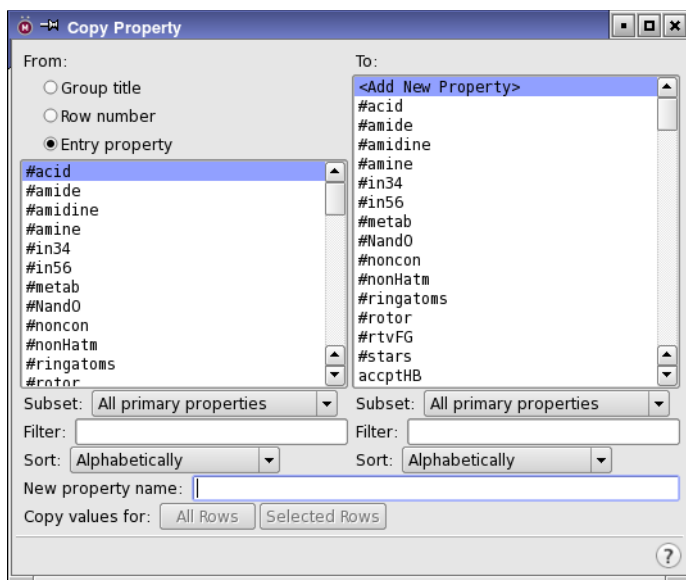 Copy Property
From:
Group title
Row number
Entry property
#acid
#amide
#amidine
#amine
#in34
#in56
#metab
#NandO
#noncon
#nonHatm
#ringatoms
#rotor
Subset: All primary properties
Filter:
Sort: Alphabetically
To:
<Add New Property>
#acid
#amide
#amidine
#amine
#in34
#in56
#metab
#NandO
#noncon
#nonHatm
#ringatoms
#rotor
#rtvFG
#stars
accptHB
Subset: All primary properties
Filter:
Sort: Alphabetically
New property name:
Copy values for: All Rows Selected Rows
?